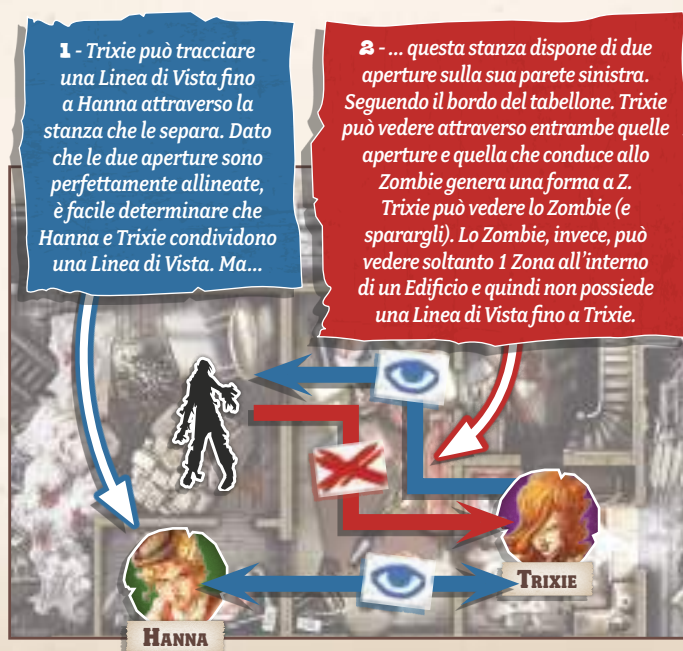 1 - Trixie può tracciare
una Linea di Vista fino
a Hanna attraverso la
stanza che le separa. Dato
che le due aperture sono
perfettamente allineate,
è facile determinare che
Hanna e Trixie condividono
una Linea di Vista. Ma...
2 - ... questa stanza dispone di due
aperture sulla sua parete sinistra.
Seguendo il bordo del tabellone. Trixie
può vedere attraverso entrambe quelle
aperture e quella che conduce allo
Zombie genera una forma a Z.
Trixie può vedere lo Zombie (e
sparargli). Lo Zombie, invece, può
vedere soltanto 1 Zona all'interno
di un Edificio e quindi non possiede
una Linea di Vista fino a Trixie.
Trixie
Hanna